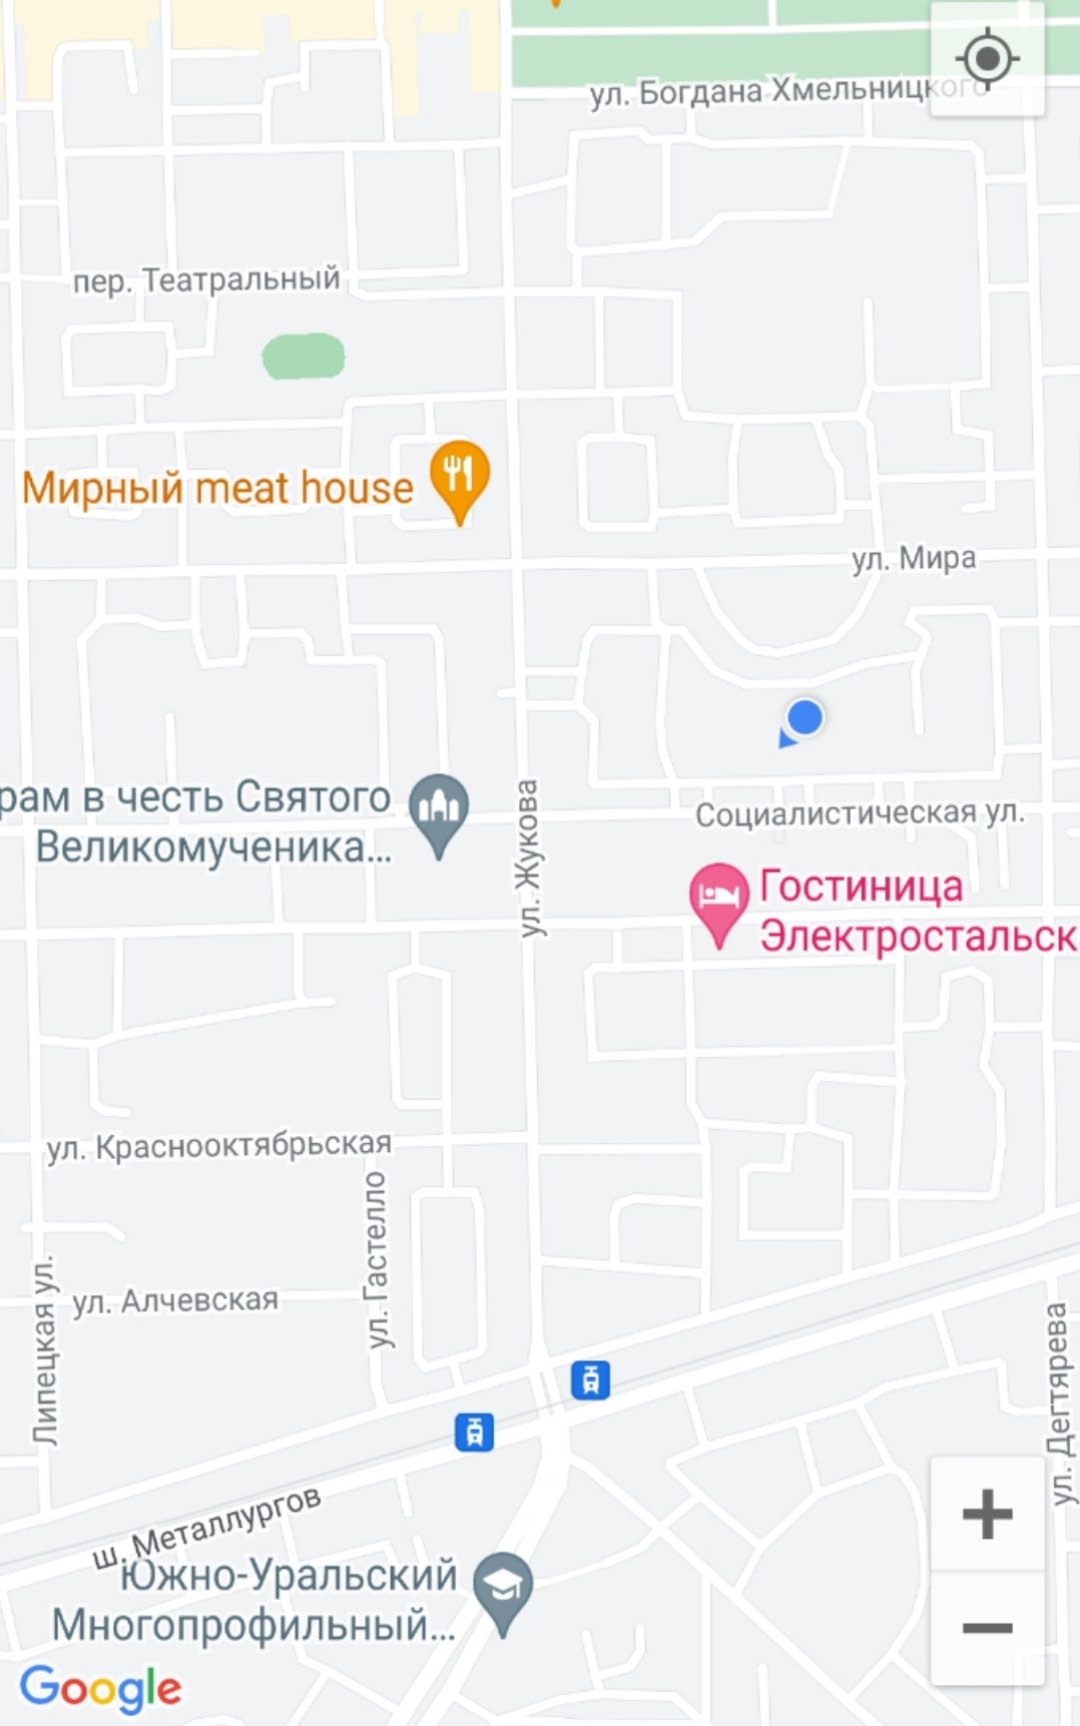 ул. Богдана Хмельницкого
пер. Театральный
Мирный meat house
ул. Мира
рам в честь Святого
Великомученика...
ул. Жукова
Социалистическая ул.
Гостиница
Электростальск
ул. Краснооктябрьская
ул. Гастелло
ул. Алчевская
Липецкая ул.
ул. Дегтярева
ш. Металлургов
Южно-Уральский
Многопрофильный...
Google